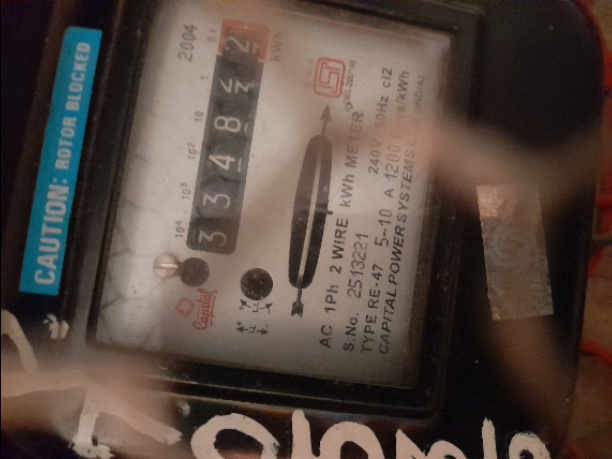 CAUTION: ROTOR BLOCKED
2004
10⁴ 10³ 10² 10 1 0.1
3 3 4 8
2
kWh
Capital
AC 1Ph 2 WIRE kWh METER
S.No. 2513221
TYPE RE-47 5-10 A 240V 50Hz cl2
1200
CAPITAL POWER SYSTEMS
(INDIA)